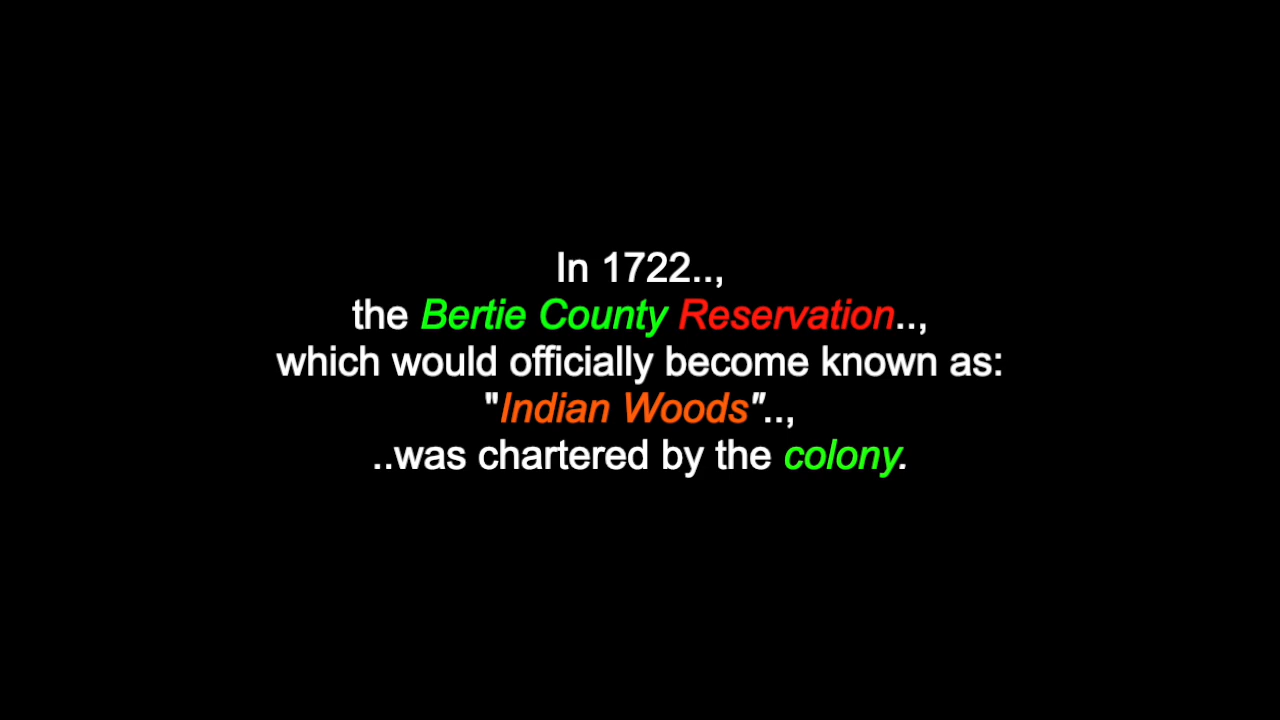 In 1722..,
the Bertie County Reservation..,
which would officially become known as:
"Indian Woods"..,
..was chartered by the colony.